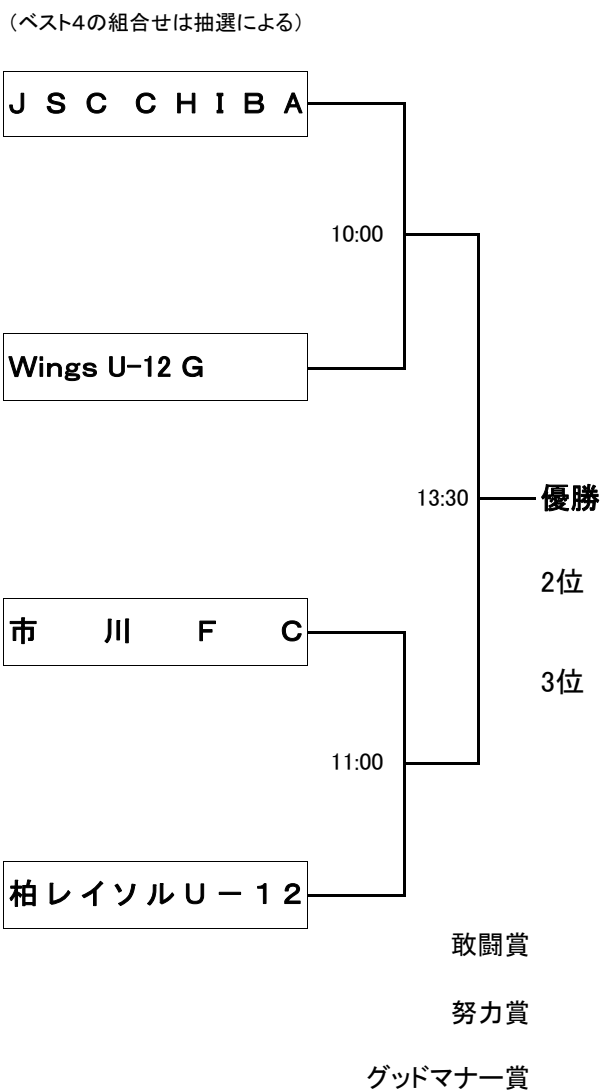 （ベスト4の組合せは抽選による）
ＪＳＣ ＣＨＩＢＡ
10:00
Wings U-12 G
13:30
優勝
2位
市川ＦＣ
3位
11:00
柏レイソルＵ－１２
敢闘賞
努力賞
グッドマナー賞